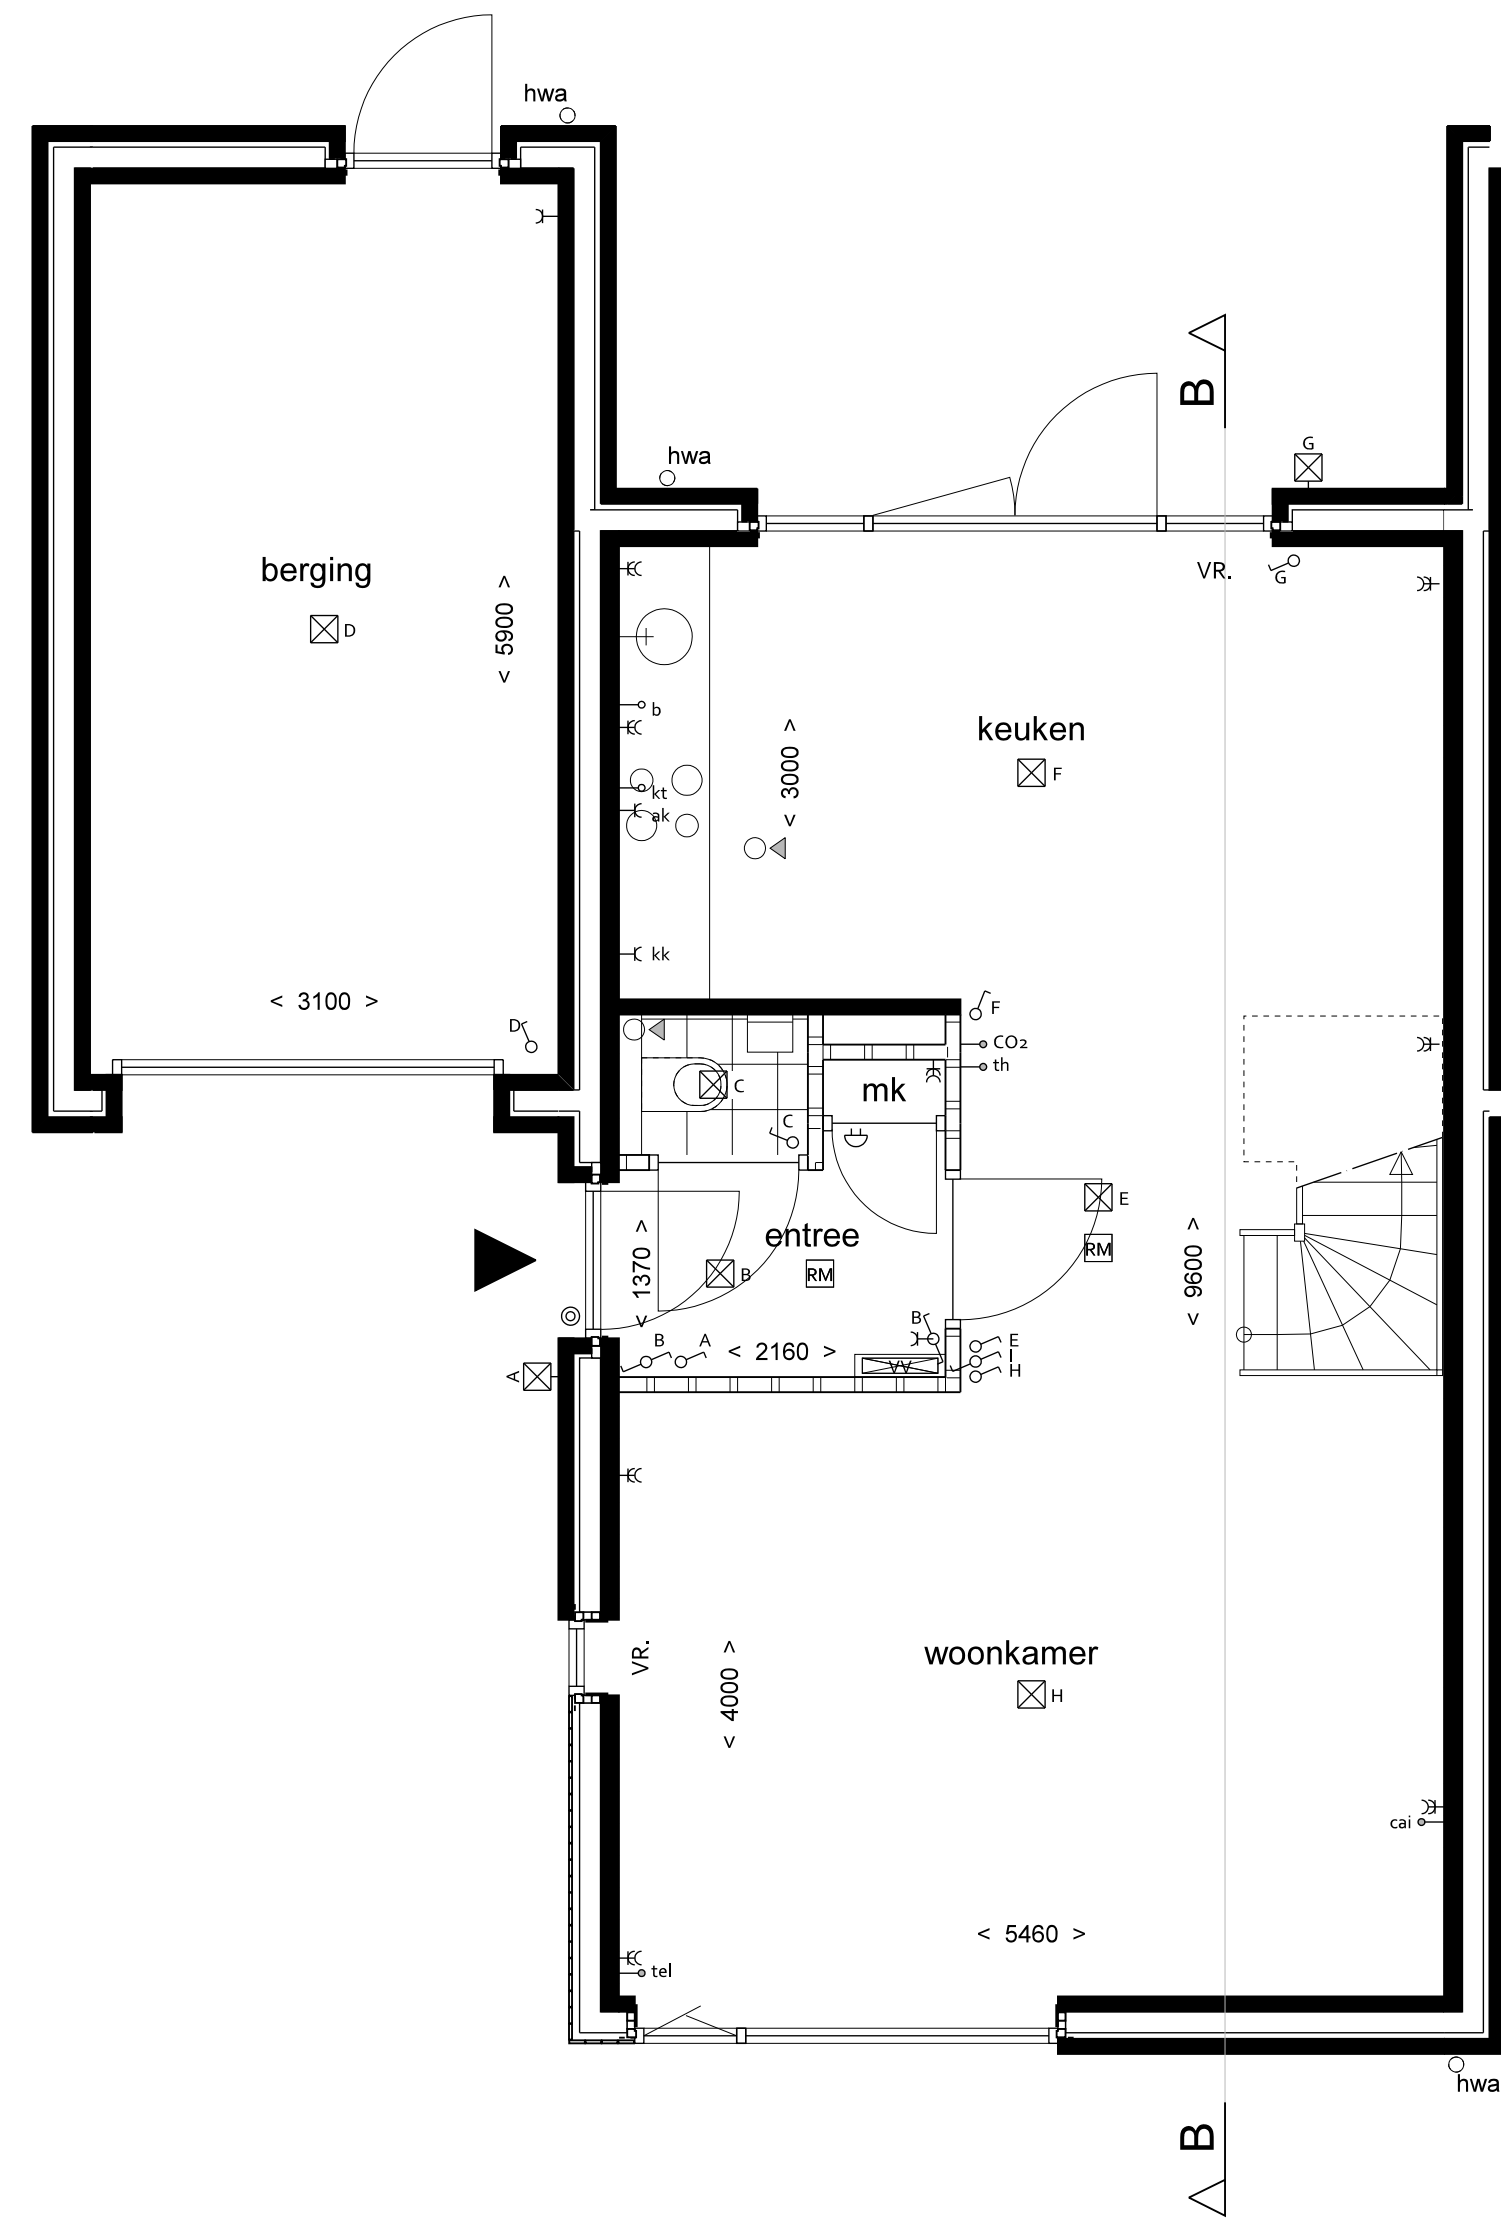 hwa
B
G
hwa
VR.
G
berging
D
< 5900 >
b
keuken
F
< 3000 >
kt
ak
kk
< 3100 >
D
F
CO2
th
C
mk
C
E
entree
RM
< 1370 >
B
RM
< 9600 >
B
B
A
< 2160 >
VV
E
I
H
A
VR.
woonkamer
H
< 4000 >
cai
< 5460 >
tel
hwa
B